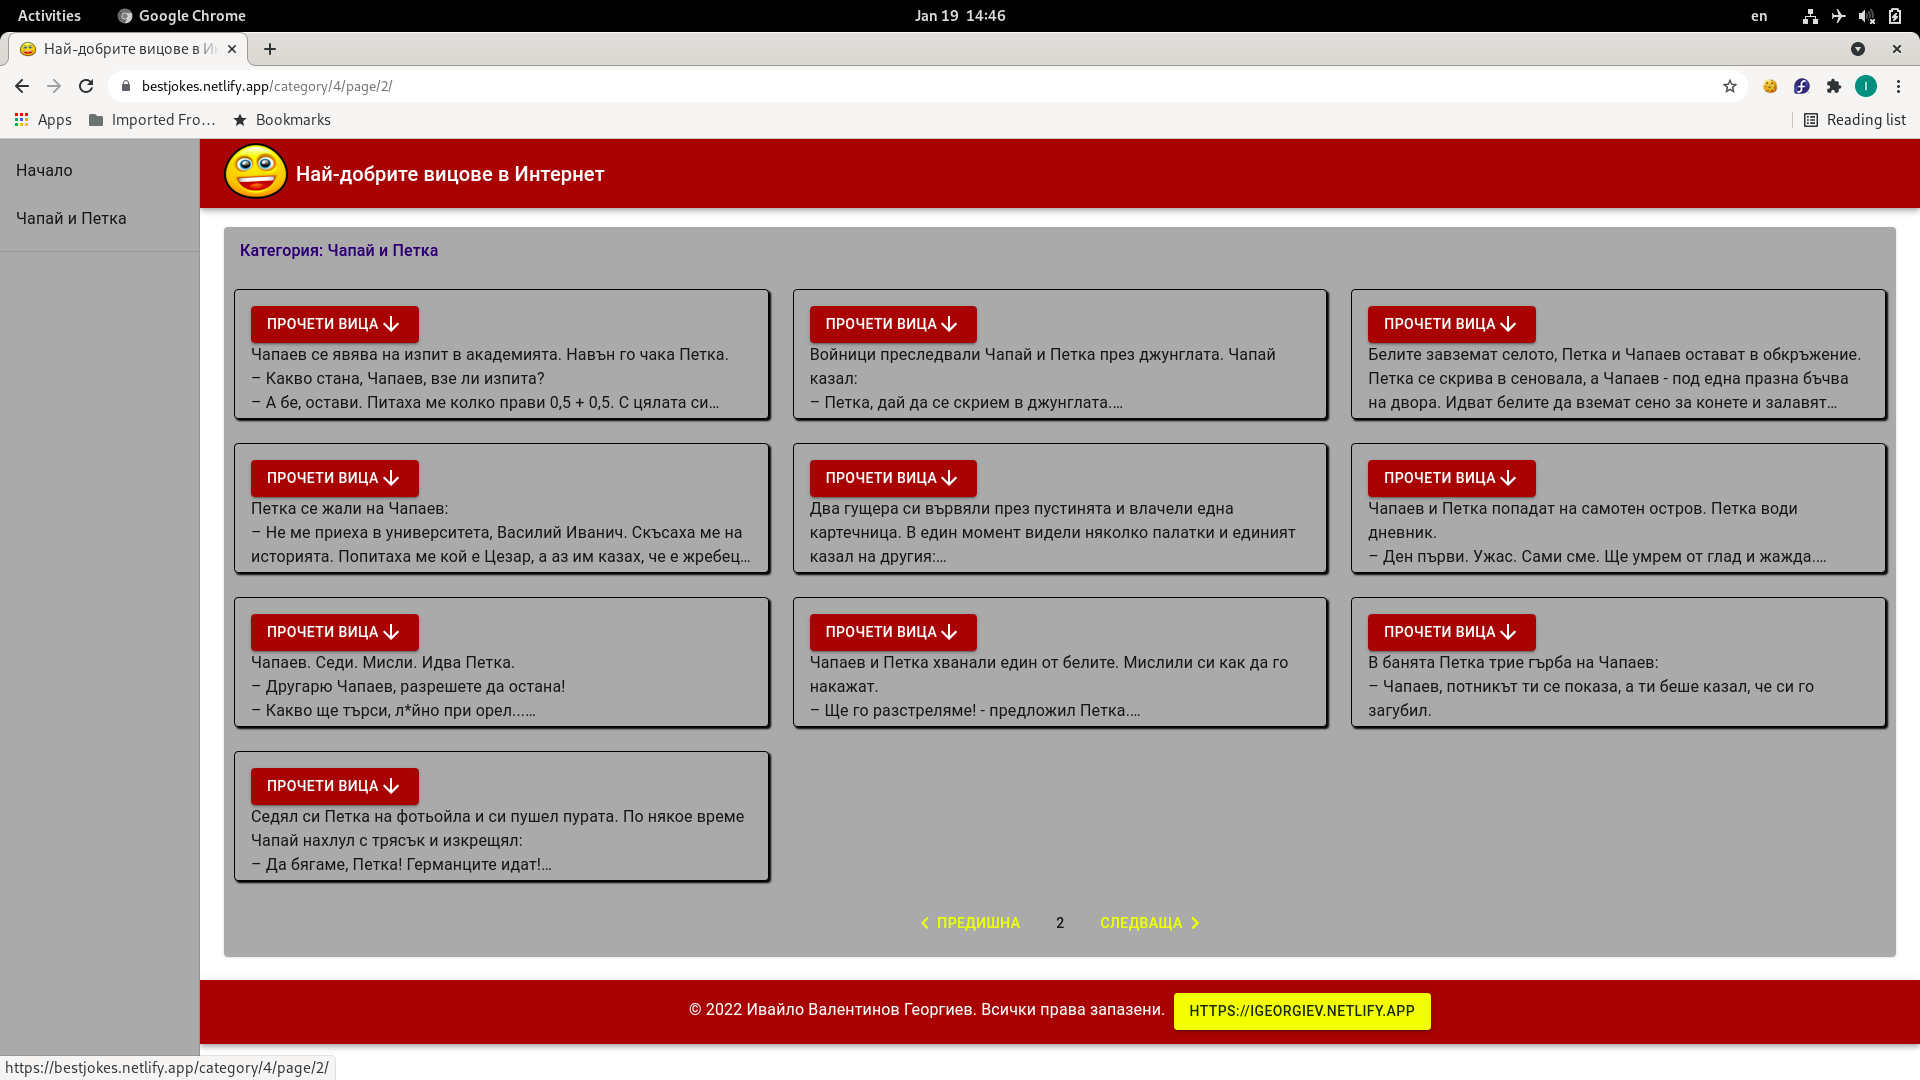 Activities
Google Chrome
Jan 19 14:46
en
Най-добрите вицове в Ин
bestjokes.netlify.app/category/4/page/2/
Apps
Imported Fro…
Bookmarks
Reading list
Начало
Чапай и Петка
Най-добрите вицове в Интернет
Категория: Чапай и Петка
ПРОЧЕТИ ВИЦА
Чапаев се явява на изпит в академията. Навън го чака Петка.
– Какво стана, Чапаев, взе ли изпита?
– А бе, остави. Питаха ме колко прави 0,5 + 0,5. С цялата си…
ПРОЧЕТИ ВИЦА
Войници преследвали Чапай и Петка през джунглата. Чапай
казал:
– Петка, дай да се скрием в джунглата.…
ПРОЧЕТИ ВИЦА
Белите завземат селото, Петка и Чапаев остават в обкръжение.
Петка се скрива в сеновала, а Чапаев - под една празна бъчва
на двора. Идват белите да вземат сено за конете и залавят…
ПРОЧЕТИ ВИЦА
Петка се жали на Чапаев:
– Не ме приеха в университета, Василий Иванич. Скъсаха ме на
историята. Попитаха ме кой е Цезар, а аз им казах, че е жребец…
ПРОЧЕТИ ВИЦА
Два гущера си вървяли през пустинята и влачели една
картечница. В един момент видели няколко палатки и единият
казал на другия:…
ПРОЧЕТИ ВИЦА
Чапаев и Петка попадат на самотен остров. Петка води
дневник.
– Ден първи. Ужас. Сами сме. Ще умрем от глад и жажда.…
ПРОЧЕТИ ВИЦА
Чапаев. Седи. Мисли. Идва Петка.
– Другарю Чапаев, разрешете да остана!
– Какво ще търси, л*йно при орел...…
ПРОЧЕТИ ВИЦА
Чапаев и Петка хванали един от белите. Мислили си как да го
накажат.
– Ще го разстреляме! - предложил Петка.…
ПРОЧЕТИ ВИЦА
В банята Петка трие гърба на Чапаев:
– Чапаев, потникът ти се показа, а ти беше казал, че си го
загубил.
ПРОЧЕТИ ВИЦА
Седял си Петка на фотьойла и си пушел пурата. По някое време
Чапай нахлул с трясък и изкрещял:
– Да бягаме, Петка! Германците идат!…
ПРЕДИШНА
2
СЛЕДВАЩА
© 2022 Ивайло Валентинов Георгиев. Всички права запазени.
HTTPS://IGEORGIEV.NETLIFY.APP
https://bestjokes.netlify.app/category/4/page/2/